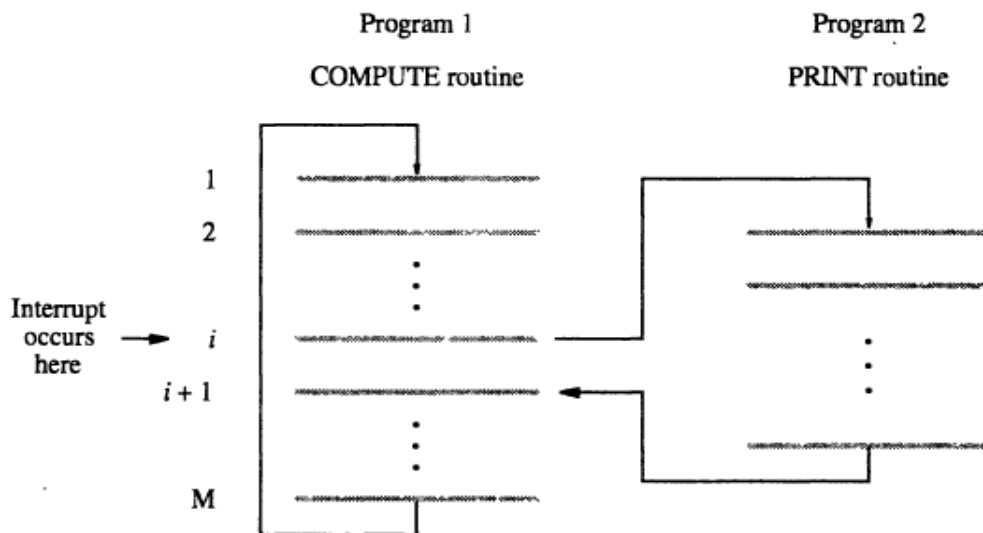 Program 1
Program 2
COMPUTE routine
PRINT routine
1
2
Interrupt
occurs
here
i
i + 1
M